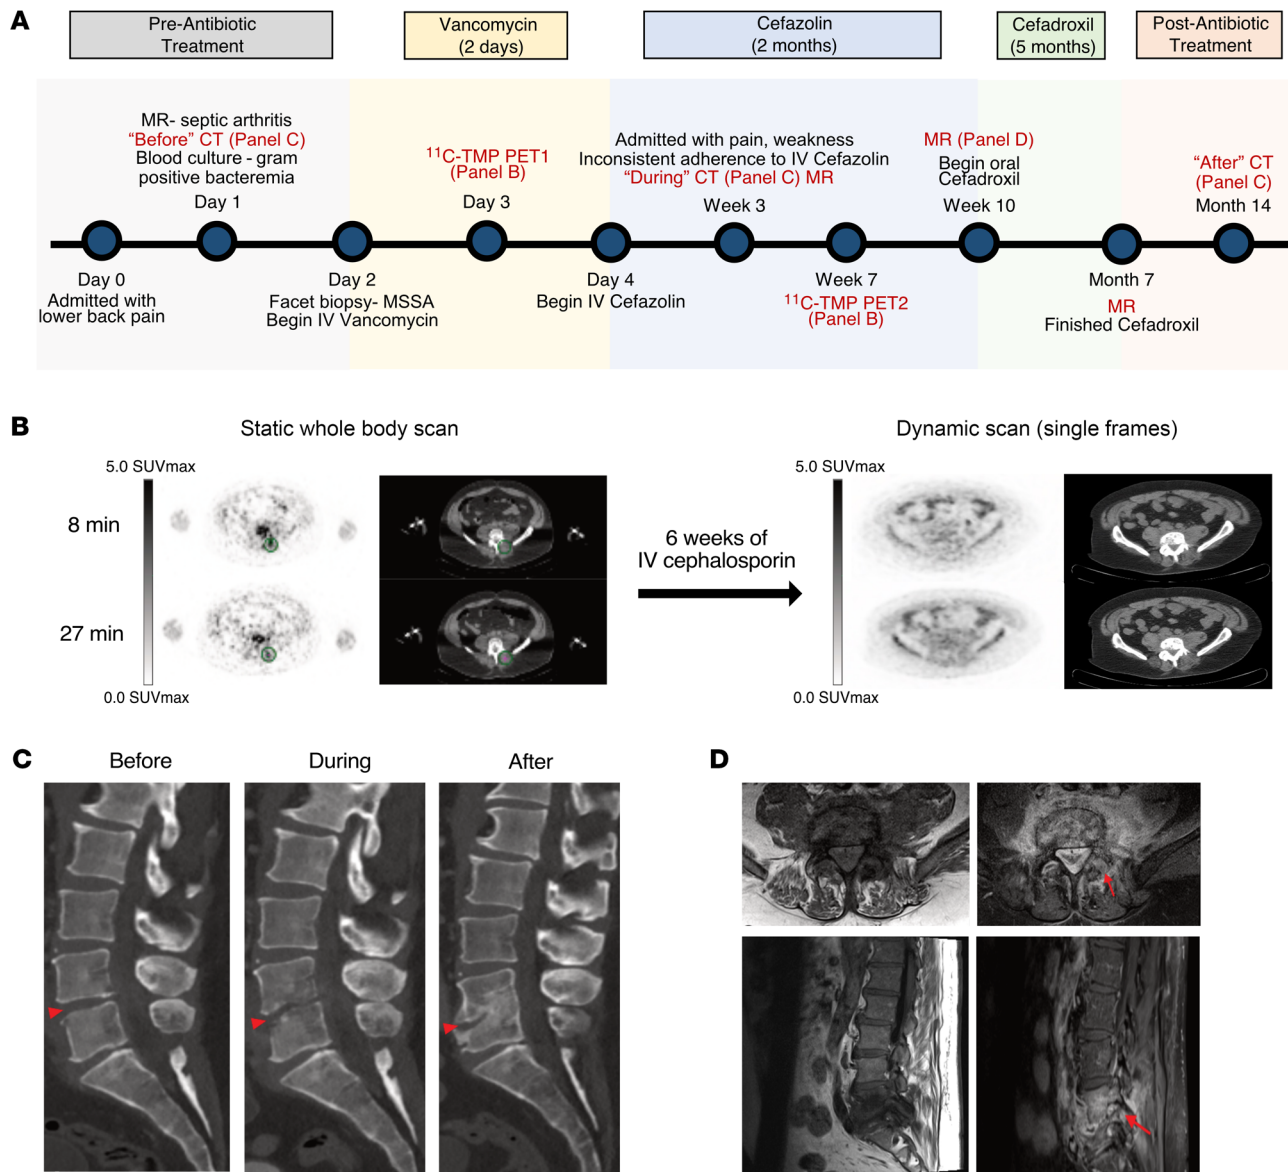 A
Pre-Antibiotic
Treatment
Vancomycin
(2 days)
Cefazolin
(2 months)
Cefadroxil
(5 months)
Post-Antibiotic
Treatment
MR- septic arthritis
“Before” CT (Panel C)
Blood culture - gram
positive bacteremia
Day 1
11C-TMP PET1
(Panel B)
Day 3
Admitted with pain, weakness
Inconsistent adherence to IV Cefazolin
“During” CT (Panel C) MR
Week 3
MR (Panel D)
Begin oral
Cefadroxil
Week 10
“After” CT
(Panel C)
Month 14
Day 0
Admitted with
lower back pain
Day 2
Facet biopsy- MSSA
Begin IV Vancomycin
Day 4
Begin IV Cefazolin
Week 7
11C-TMP PET2
(Panel B)
Month 7
MR
Finished Cefadroxil
B
Static whole body scan
Dynamic scan (single frames)
5.0 SUVmax
8 min
27 min
0.0 SUVmax
6 weeks of
IV cephalosporin
5.0 SUVmax
0.0 SUVmax
C
Before
During
After
D